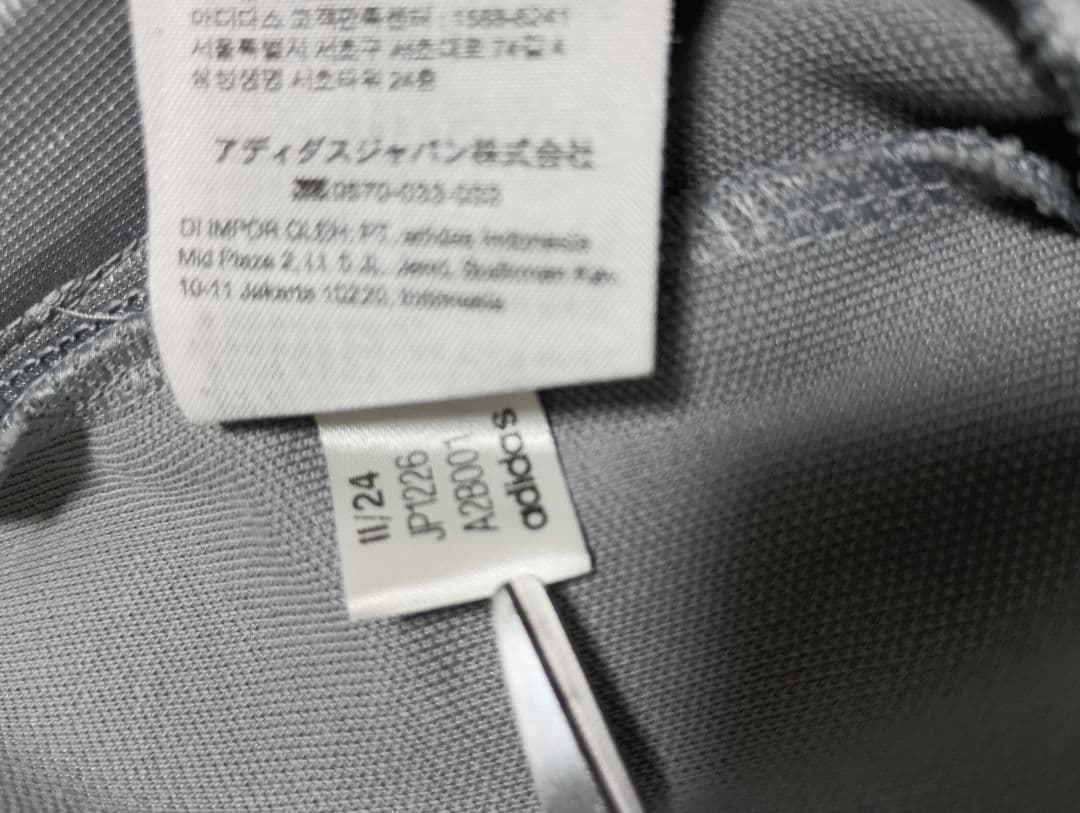 아디다스 고객만족센터 : 1588-8241
서울특별시 서초구 서초대로 74길 4
삼성생명 서초타워 24층
アディダスジャパン株式会社
0570-033-033
DI IMPOR OLEH: PT. adidas Indonesia
Mid Plaza 2, Lt. 5 JL. Jend. Sudirman Kav.
10-11 Jakarta 10220, Indonesia
11/24
JP1226
A2B001
adidas